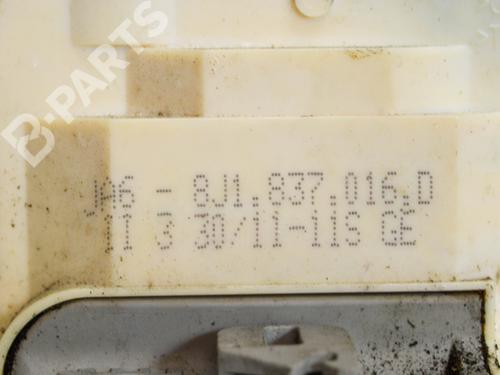 B-PARTS
JA6 - 8J1.837.016.D
11 3 30/11-11S GE